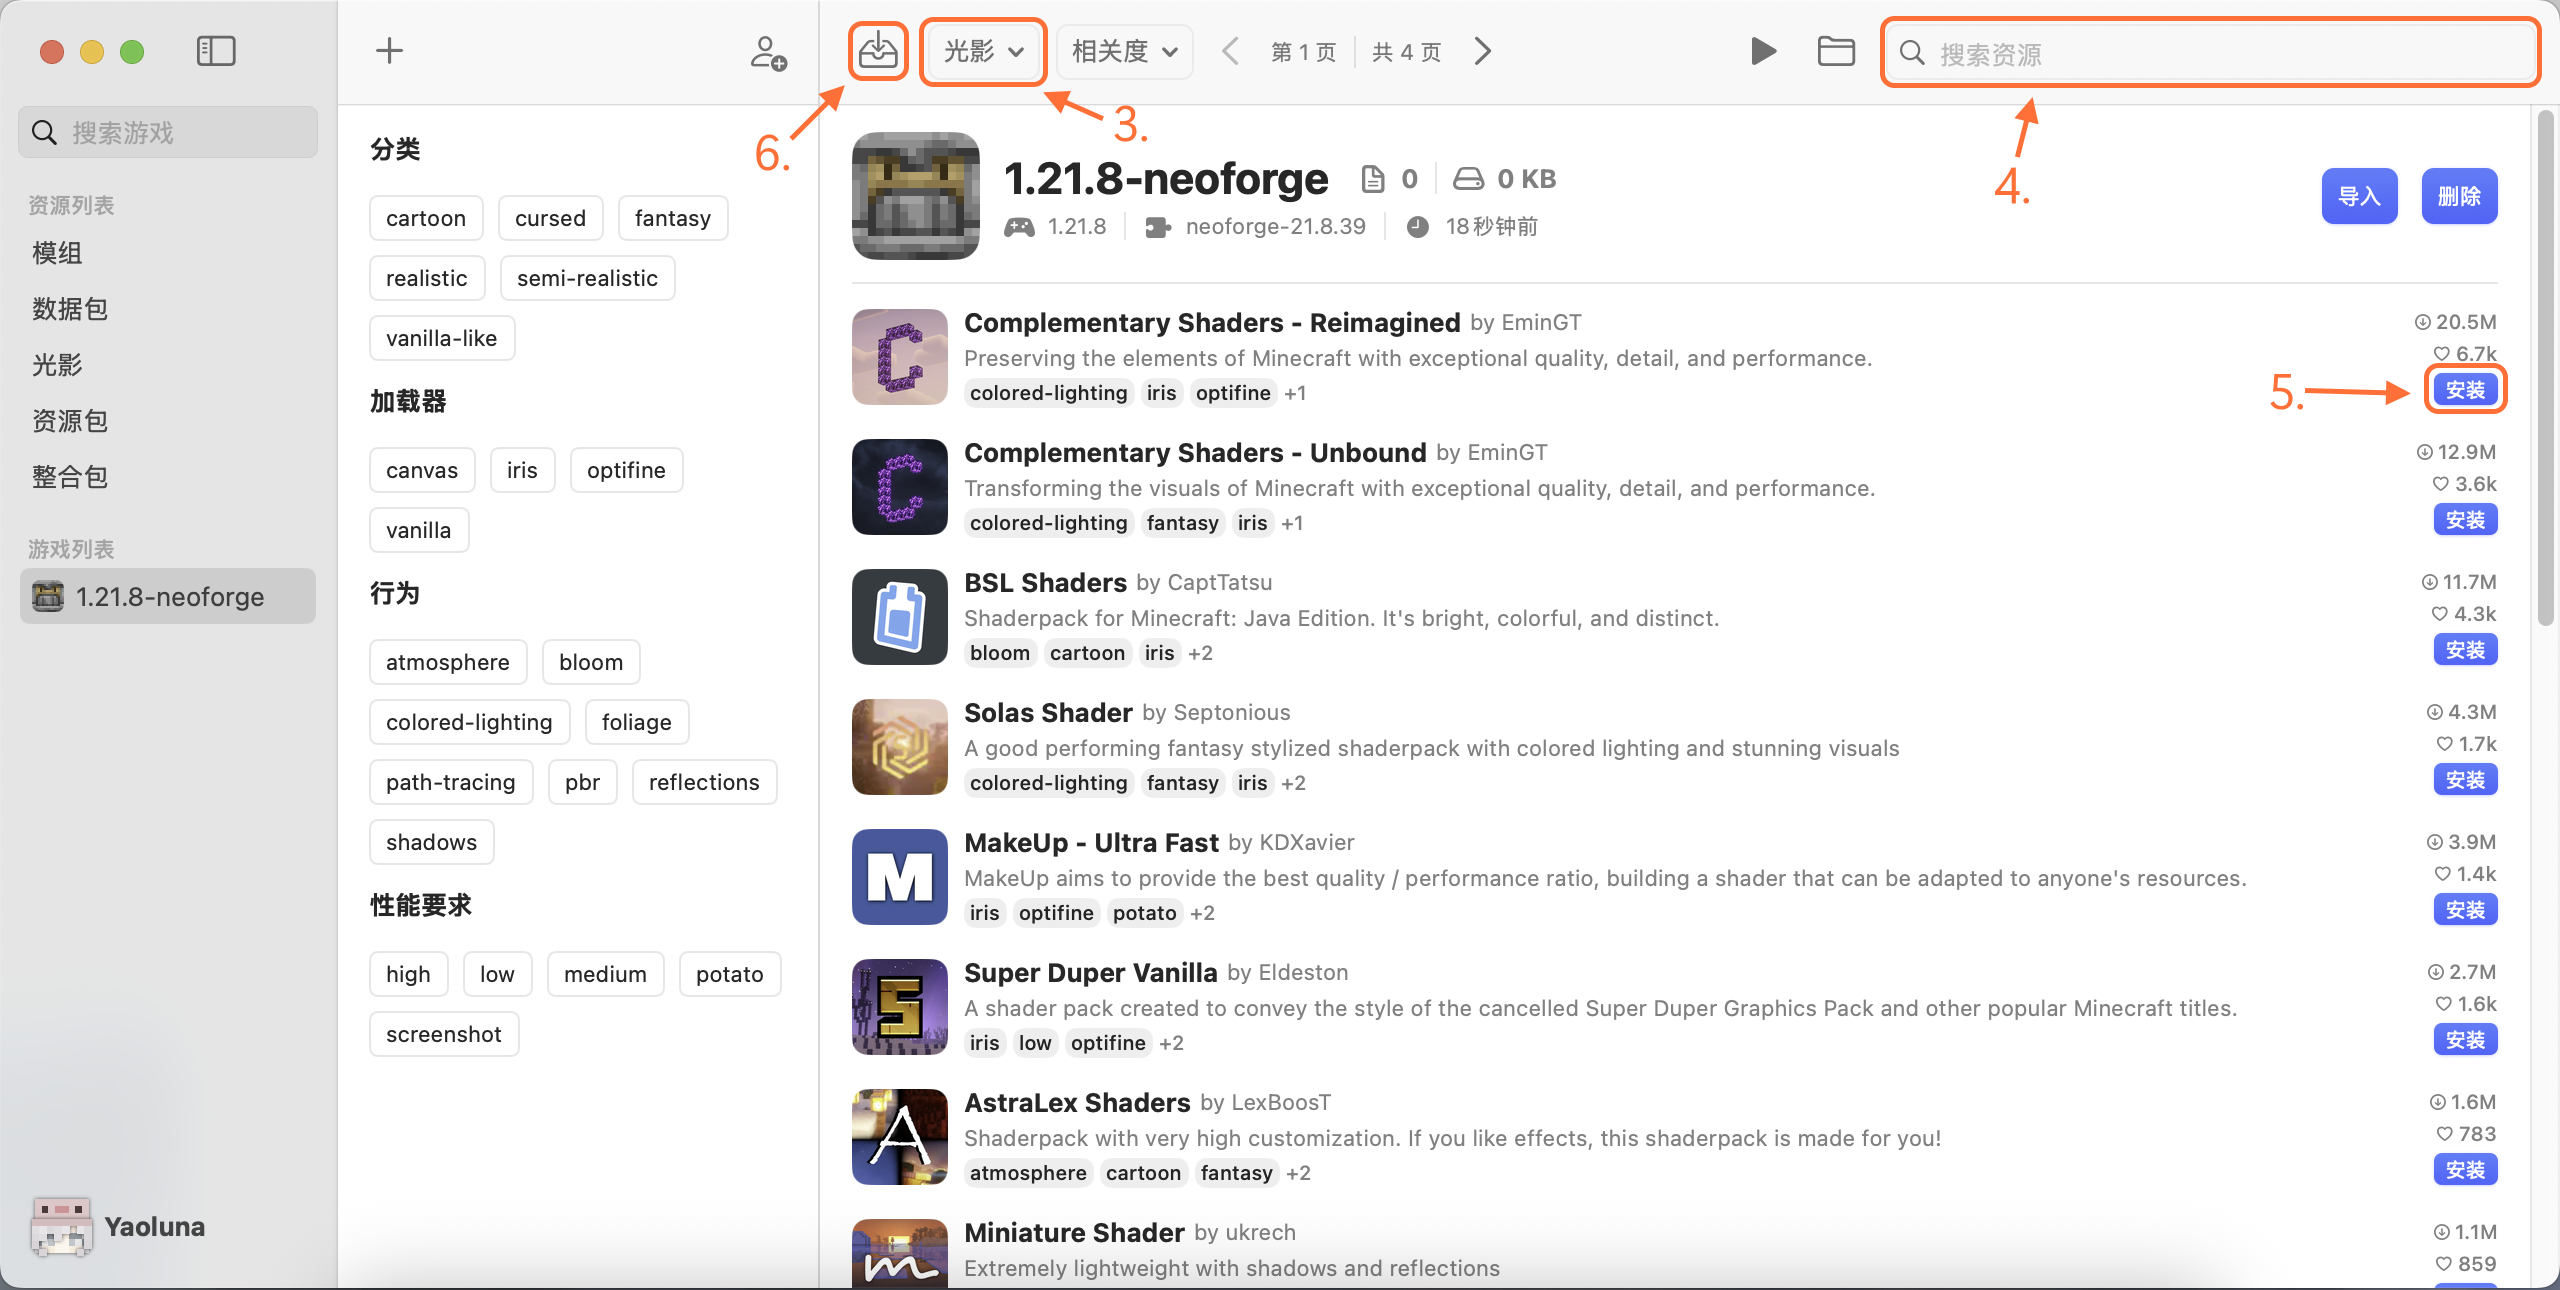 搜索游戏
资源列表
模组
数据包
光影
资源包
整合包
游戏列表
1.21.8-neoforge
Yaoluna
分类
cartoon cursed fantasy
realistic semi-realistic
vanilla-like
加载器
canvas iris optifine
vanilla
行为
atmosphere bloom
colored-lighting foliage
path-tracing pbr reflections
shadows
性能要求
high low medium potato
screenshot
光影 相关度 第 1 页 共 4 页 搜索资源
6. 3. 4.
1.21.8-neoforge 0 0 KB
1.21.8 neoforge-21.8.39 18秒钟前
导入 删除
Complementary Shaders - Reimagined by EminGT 20.5M
Preserving the elements of Minecraft with exceptional quality, detail, and performance. 6.7k
colored-lighting iris optifine +1 5. 安装
Complementary Shaders - Unbound by EminGT 12.9M
Transforming the visuals of Minecraft with exceptional quality, detail, and performance. 3.6k
colored-lighting fantasy iris +1 安装
BSL Shaders by CaptTatsu 11.7M
Shaderpack for Minecraft: Java Edition. It's bright, colorful, and distinct. 4.3k
bloom cartoon iris +2 安装
Solas Shader by Septonious 4.3M
A good performing fantasy stylized shaderpack with colored lighting and stunning visuals 1.7k
colored-lighting fantasy iris +2 安装
M
MakeUp - Ultra Fast by KDXavier 3.9M
MakeUp aims to provide the best quality / performance ratio, building a shader that can be adapted to anyone's resources. 1.4k
iris optifine potato +2 安装
S
Super Duper Vanilla by Eldeston 2.7M
A shader pack created to convey the style of the cancelled Super Duper Graphics Pack and other popular Minecraft titles. 1.6k
iris low optifine +2 安装
A
AstraLex Shaders by LexBoosT 1.6M
Shaderpack with very high customization. If you like effects, this shaderpack is made for you! 783
atmosphere cartoon fantasy +2 安装
m
Miniature Shader by ukrech 1.1M
Extremely lightweight with shadows and reflections 859